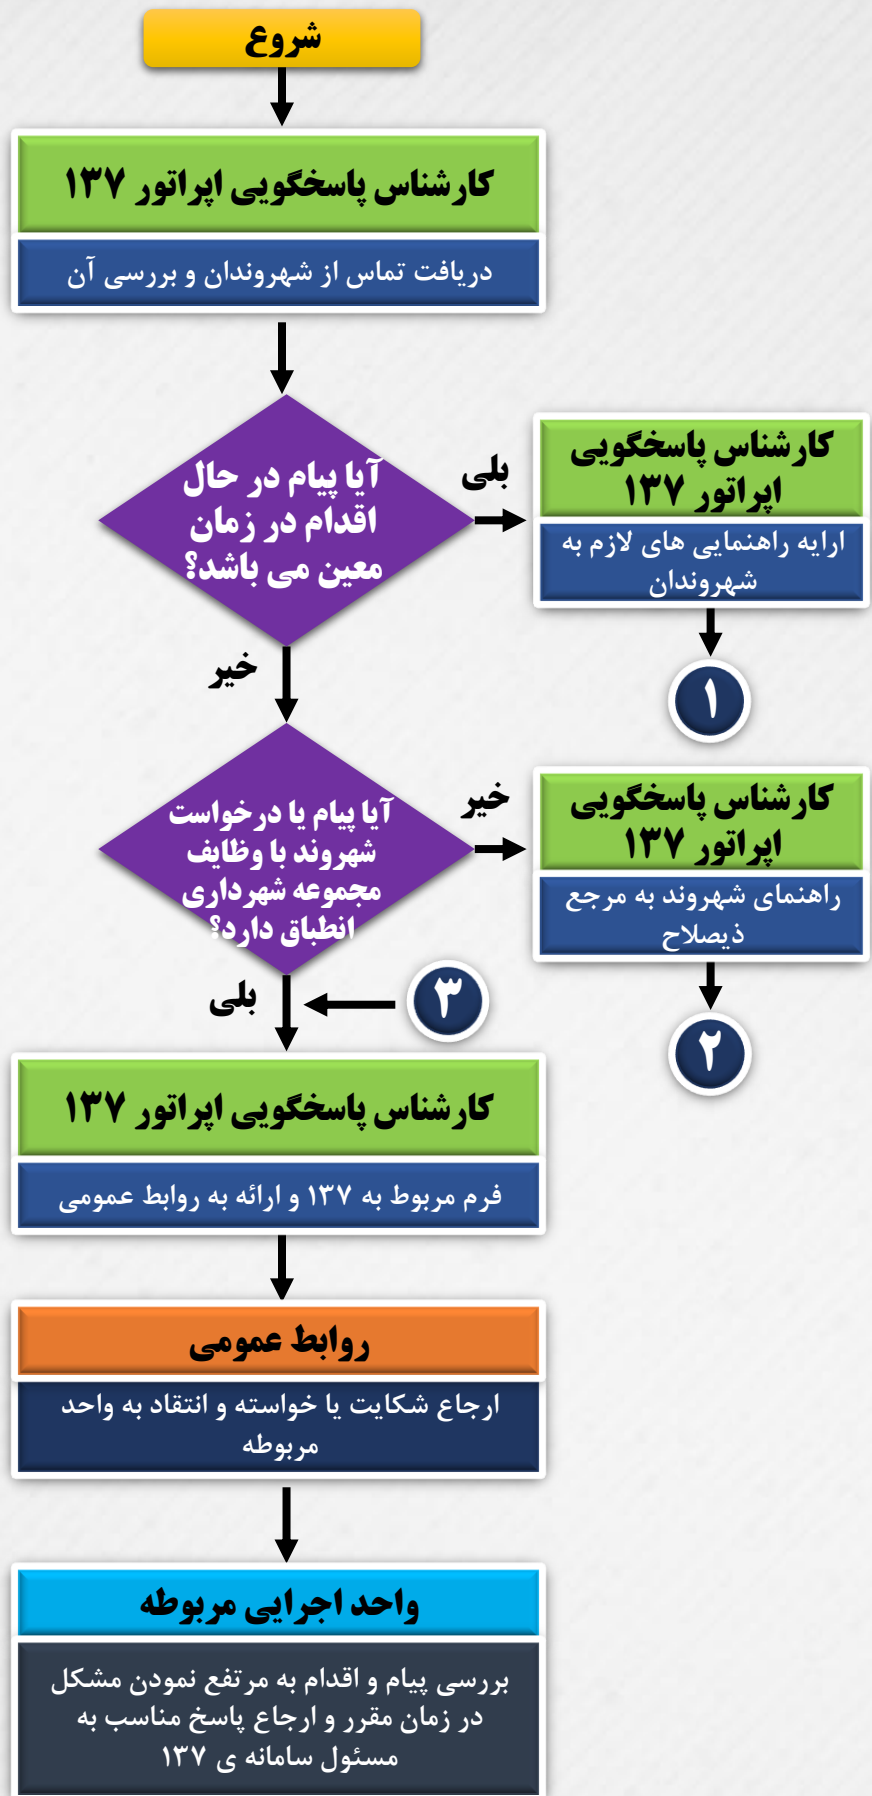 شروع
کارشناس پاسخگویی اپراتور ۱۳۷
دریافت تماس از شهروندان و بررسی آن
آیا پیام در حال
اقدام در زمان
معین می باشد؟
بلی
کارشناس پاسخگویی
اپراتور ۱۳۷
ارایه راهنمایی های لازم به
شهروندان
۱
خیر
آیا پیام یا درخواست
شهروند با وظایف
مجموعه شهرداری
انطباق دارد؟
خیر
کارشناس پاسخگویی
اپراتور ۱۳۷
راهنمای شهروند به مرجع
ذیصلاح
۲
بلی
۳
کارشناس پاسخگویی اپراتور ۱۳۷
فرم مربوط به ۱۳۷ و ارائه به روابط عمومی
روابط عمومی
ارجاع شکایت یا خواسته و انتقاد به واحد
مربوطه
واحد اجرایی مربوطه
بررسی پیام و اقدام به مرتفع نمودن مشکل
در زمان مقرر و ارجاع پاسخ مناسب به
مسئول سامانه ی ۱۳۷